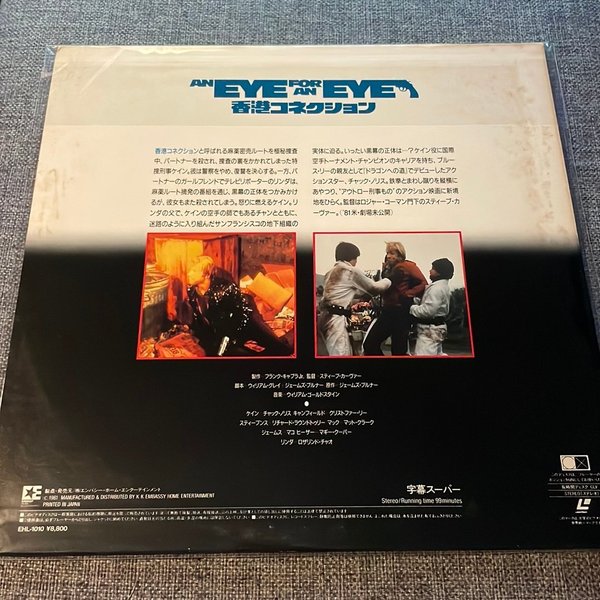 AN EYE FOR AN EYE
香港コネクション
香港コネクションと呼ばれる麻薬密売ルートを極秘捜査
中、パートナーを殺され、捜査の裏をかかれてしまった特
捜刑事ケイン。彼は警察をやめ、復讐を決心する。一方、パ
ートナーのガールフレンドでテレビリポーターのリンダは、
麻薬ルート摘発の番組を通じ、黒幕の正体をつかみかけ
るが、彼女もまた殺されてしまう。怒りに燃えるケイン。リ
ンダの父で、ケインの空手の師でもあるチャンとともに、
迷路のように入り組んだサンフランシスコの地下組織の
実体に迫る。いったい黒幕の正体は…？ケイン役に国際
空手トーナメント・チャンピオンのキャリアを持ち、ブルー
ス・リーの親友として「ドラゴンへの道」でデビューしたアク
ションスター、チャック・ノリス。鉄拳とまわし蹴りを縦横に
あやつり、“アウトロー刑事もの”のアクション映画に新境
地をひらく。監督はロジャー・コーマン門下のスティーブ・カ
ーヴァー。（'81米・劇場未公開）
製作 フランク・キャプラJr. 監督 スティーブ・カーヴァー
脚本 ウィリアム・グレイ ジェームズ・ブルナー 原作 ジェームズ・ブルナー
音楽 ウィリアム・ゴールドスタイン
ケイン チャック・ノリス キャンフィールド クリストファー・リー
スティーブンス リチャード・ラウンドトゥリー マック マット・クラーク
ジェームス マコ ヒーザー マギー・クーパー
リンダ ロザリンド・チャオ
製造・発売元/㈱エンバシー・ホーム・エンターテインメント
© 1981 MANUFACTURED & DISTRIBUTED BY K K EMBASSY HOME ENTERTAINMENT
PRINTED IN JAPAN
字幕スーパー
Stereo/Running time 99minutes
EHL-1010 ¥8,800